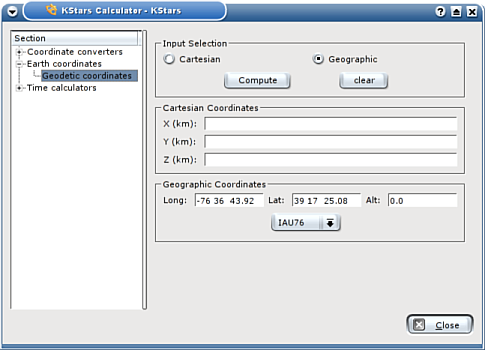 KStars Calculator - KStars
Section
Coordinate converters
Earth coordinates
Geodetic coordinates
Time calculators
Input Selection
Cartesian
Geographic
Compute
clear
Cartesian Coordinates
X (km):
Y (km):
Z (km):
Geographic Coordinates
Long: -76 36 43.92 Lat: 39 17 25.08 Alt: 0.0
IAU76
Close